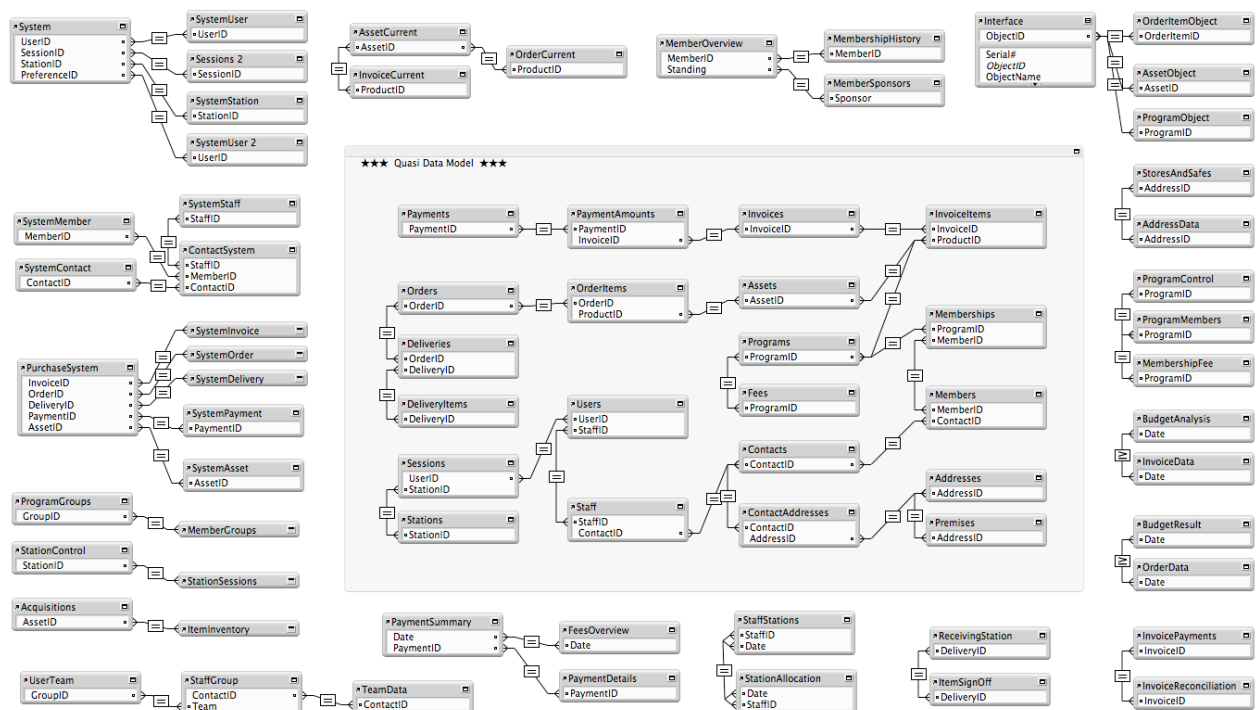 System
UserID
SessionID
StationID
PreferenceID
SystemUser
UserID
Sessions 2
SessionID
SystemStation
StationID
SystemUser 2
UserID
AssetCurrent
AssetID
InvoiceCurrent
ProductID
OrderCurrent
ProductID
MemberOverview
MemberID
Standing
MembershipHistory
MemberID
MemberSponsors
Sponsor
Interface
ObjectID
Serial#
ObjectID
ObjectName
OrderItemObject
OrderItemID
AssetObject
AssetID
ProgramObject
ProgramID
SystemMember
MemberID
SystemContact
ContactID
SystemStaff
StaffID
ContactSystem
StaffID
MemberID
ContactID
PurchaseSystem
InvoiceID
OrderID
DeliveryID
PaymentID
AssetID
SystemInvoice
SystemOrder
SystemDelivery
SystemPayment
PaymentID
SystemAsset
AssetID
ProgramGroups
GroupID
MemberGroups
StationControl
StationID
StationSessions
Acquisitions
AssetID
ItemInventory
UserTeam
GroupID
StaffGroup
ContactID
Team
TeamData
ContactID
★★★ Quasi Data Model ★★★
Payments
PaymentID
PaymentAmounts
PaymentID
InvoiceID
Invoices
InvoiceID
InvoiceItems
InvoiceID
ProductID
Orders
OrderID
OrderItems
OrderID
ProductID
Assets
AssetID
Deliveries
OrderID
DeliveryID
DeliveryItems
DeliveryID
Programs
ProgramID
Fees
ProgramID
Memberships
ProgramID
MemberID
Members
MemberID
ContactID
Users
UserID
StaffID
Sessions
UserID
StationID
Stations
StationID
Staff
StaffID
ContactID
Contacts
ContactID
ContactAddresses
ContactID
AddressID
Addresses
AddressID
Premises
AddressID
StoresAndSafes
AddressID
AddressData
AddressID
ProgramControl
ProgramID
ProgramMembers
ProgramID
MembershipFee
ProgramID
BudgetAnalysis
Date
InvoiceData
Date
BudgetResult
Date
OrderData
Date
PaymentSummary
Date
PaymentID
FeesOverview
Date
PaymentDetails
PaymentID
StaffStations
StaffID
Date
StationAllocation
Date
StaffID
ReceivingStation
DeliveryID
ItemSignOff
DeliveryID
InvoicePayments
InvoiceID
InvoiceReconciliation
InvoiceID